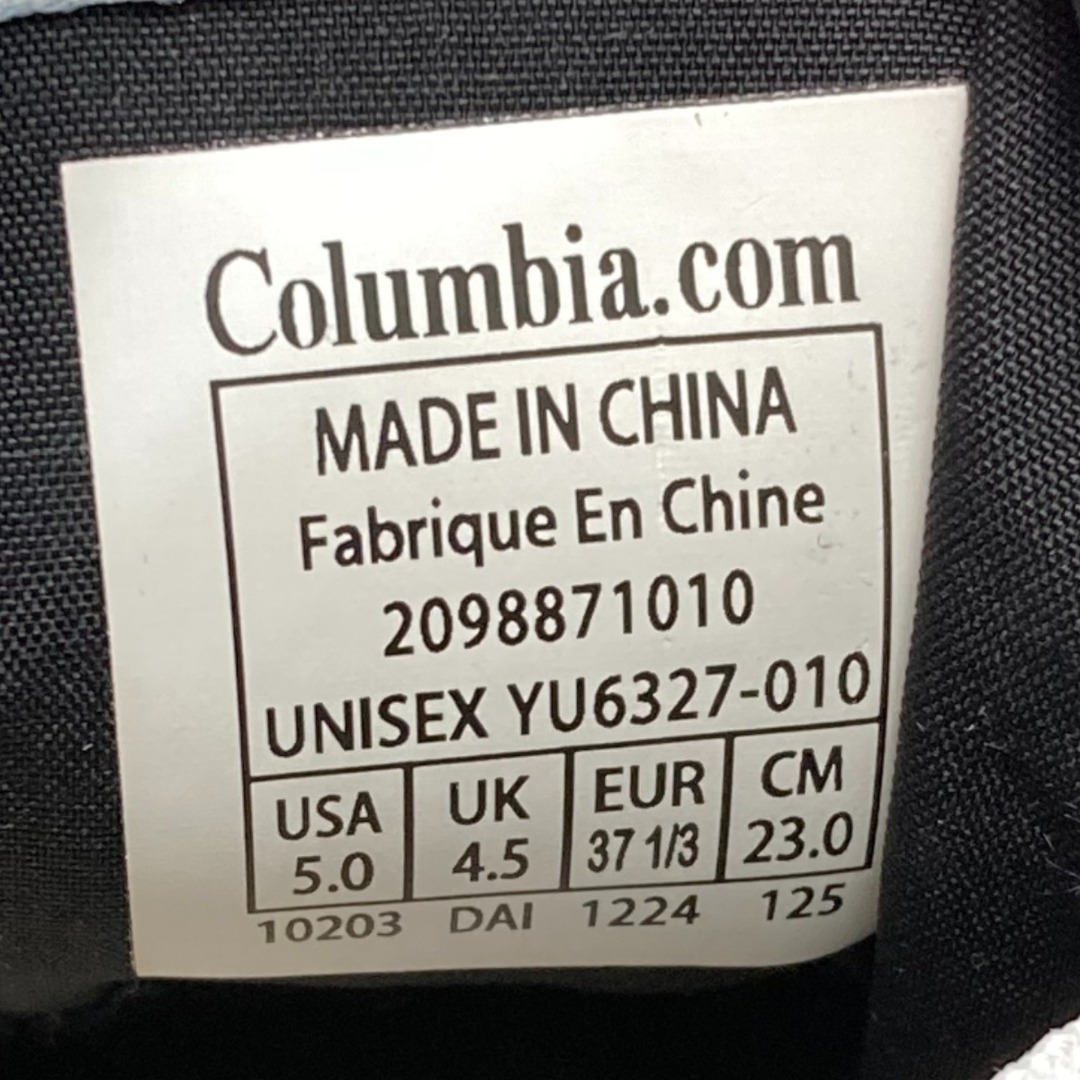 Columbia.com
MADE IN CHINA
Fabrique En Chine
2098871010
UNISEX YU6327-010
USA UK EUR CM
5.0 4.5 37 1/3 23.0
10203 DAI 1224 125